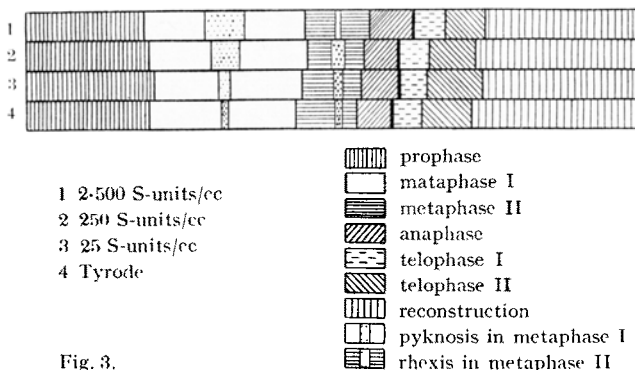 1
2
3
4
1 2·500 S-units/cc
2 250 S-units/cc
3 25 S-units/cc
4 Tyrode
prophase
mataphase I
metaphase II
anaphase
telophase I
telophase II
reconstruction
pyknosis in metaphase I
rhexis in metaphase II
Fig. 3.